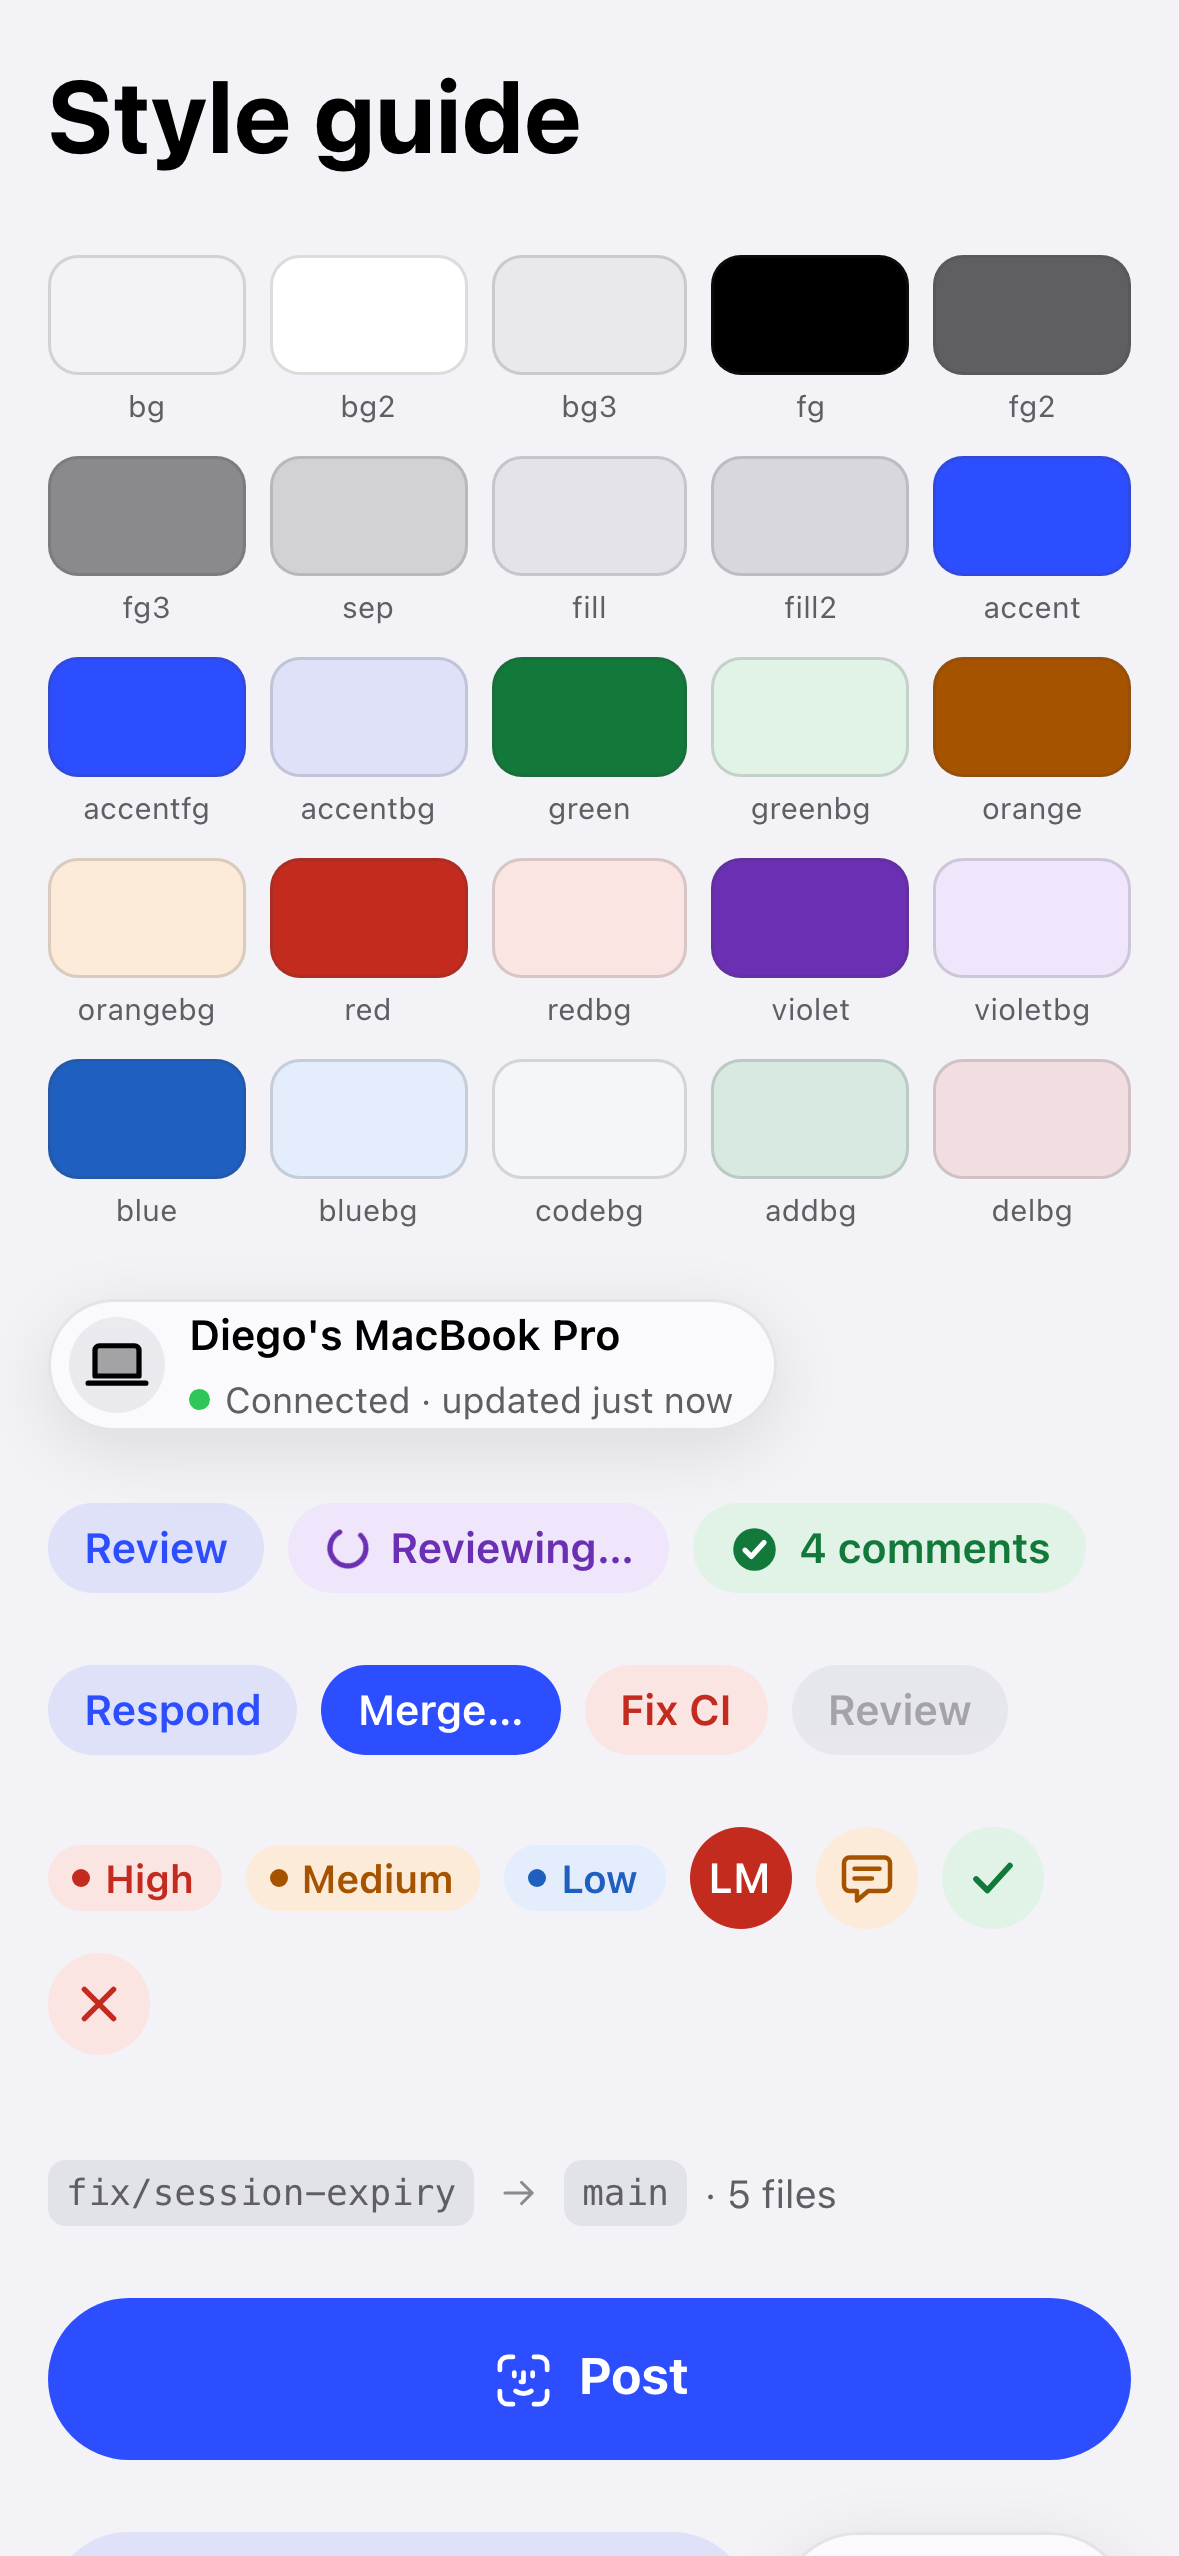 Style guide
bg bg2 bg3 fg fg2
fg3 sep fill fill2 accent
accentfg accentbg green greenbg orange
orangebg red redbg violet violetbg
blue bluebg codebg addbg delbg
Diego's MacBook Pro
Connected · updated just now
Review Reviewing... 4 comments
Respond Merge... Fix CI Review
High Medium Low LM
fix/session-expiry → main · 5 files
Post